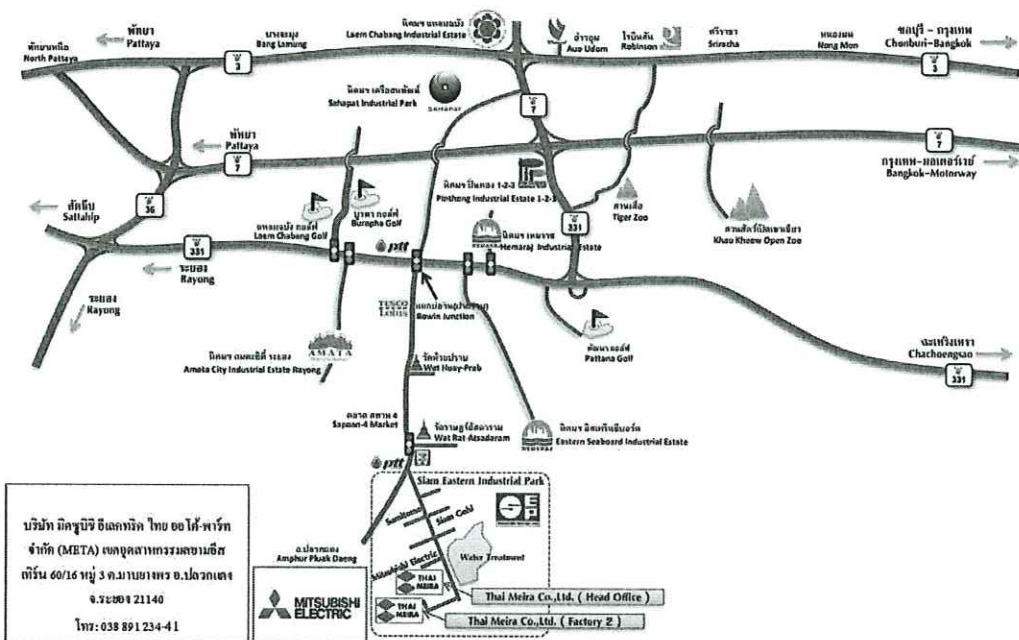 พัทยา
Pattaya
พัทยาเหนือ
North Pattaya
บางละมุง
Bang Lamung
นิคมฯ แหลมฉบัง
Laem Chabang Industrial Estate
อ่าวอุดม
Auo Udom
โรบินสัน
Robinson
ศรีราชา
Sriracha
หนองมน
Nong Mon
ชลบุรี - กรุงเทพ
Chonburi-Bangkok
3
3
นิคมฯ เครือสหพัฒน์
Sahapat Industrial Park
SAHAPAT
7
พัทยา
Pattaya
7
7
กรุงเทพ-มอเตอร์เวย์
Bangkok-Motorway
36
สัตหีบ
Sattahip
นิคมฯ ปิ่นทอง 1-2-3
Pinthong Industrial Estate 1-2-3
สวนเสือ
Tiger Zoo
สวนสัตว์เปิดเขาเขียว
Khao Kheow Open Zoo
แหลมฉบัง กอล์ฟ
Laem Chabang Golf
บูรพา กอล์ฟ
Burapha Golf
331
331
ptt
นิคมฯ เหมราช
HEMARAJ
Hemaraj Industrial Estate
ระยอง
Rayong
ระยอง
Rayong
TESCO
LOTUS
Bowin Junction
พัฒนา กอล์ฟ
Pattana Golf
ฉะเชิงเทรา
Chachoengsao
331
AMATA
นิคมฯ อมตะซิตี้ ระยอง
Amata City Industrial Estate Rayong
วัดห้วยปราบ
Wat Huay-Prab
ตลาด สะพาน 4
Sapaan-4 Market
วัดราษฎร์อัสดาราม
Wat Rat-Atsadaram
HEMARAJ
นิคมฯ อีสเทิร์นซีบอร์ด
Eastern Seaboard Industrial Estate
ptt
Siam Eastern Industrial Park
Sumitomo
Siam Gohi
Mitsubishi Electric
Water Treatment
อ.ปลวกแดง
Amphur Pluak Daeng
THAI
MEIRA
Thai Meira Co.,Ltd. ( Head Office )
THAI
MEIRA
Thai Meira Co.,Ltd. ( Factory 2 )
บริษัท มิตซูบิชิ อีเลคทริค ไทย ออโต้-พาร์ท
จำกัด (META) เขตอุตสาหกรรมสยามอีส
เทิร์น 60/16 หมู่ 3 ต.มาบยางพร อ.ปลวกแดง
จ.ระยอง 21140
โทร: 038 891234-41
MITSUBISHI
ELECTRIC